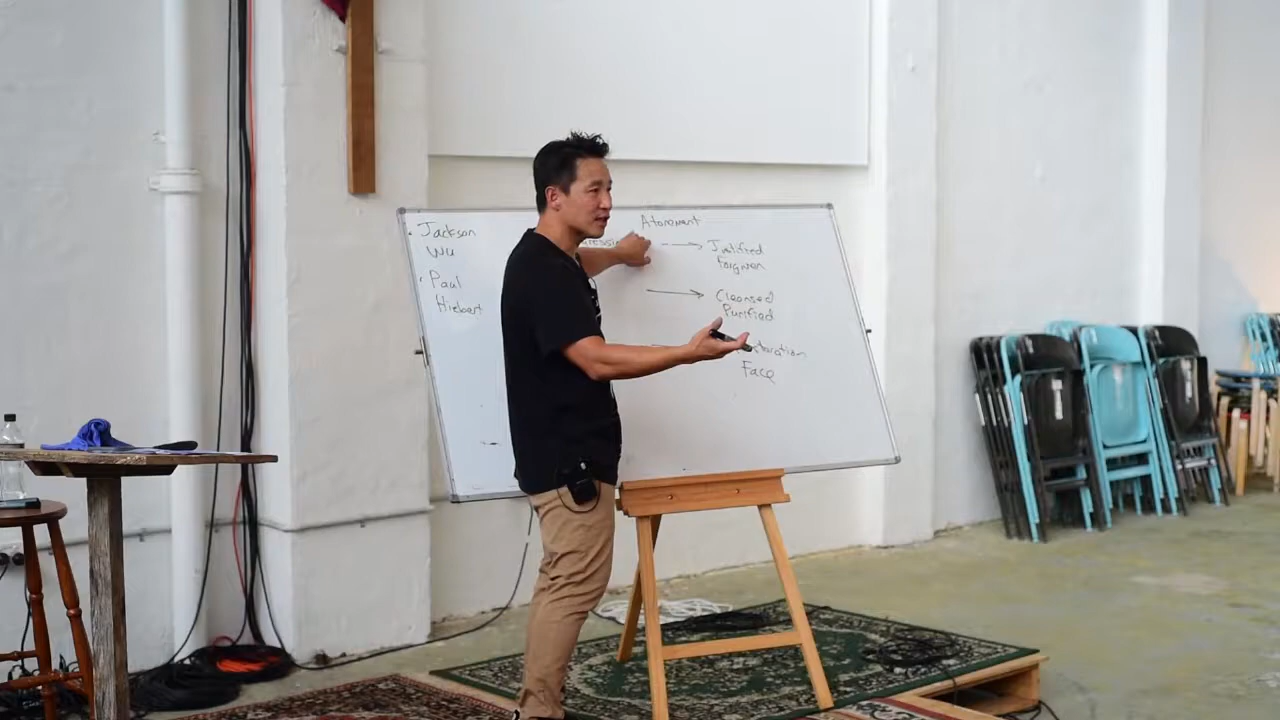 Jackson
Wu
Paul
Hiebert
Atonement
Justified
Forgiven
Cleansed
Purified
Face